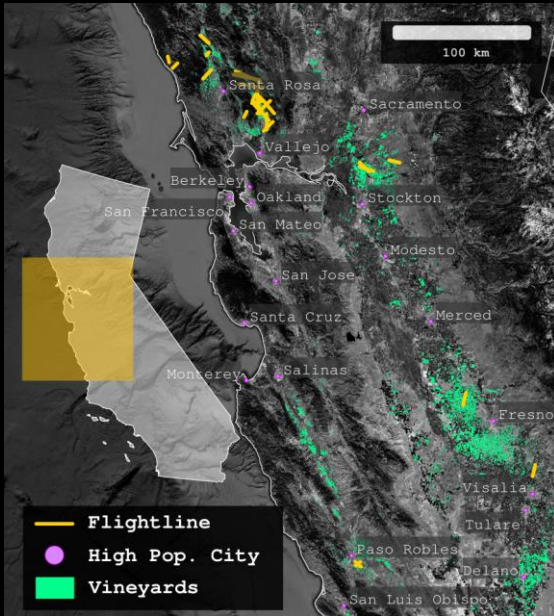 100 km
Santa Rosa
Sacramento
Vallejo
Berkeley
Oakland
Stockton
San Francisco
San Mateo
Modesto
San Jose
Santa Cruz
Merced
Monterey
Salinas
Fresno
Visalia
Tulare
Flightline
High Pop. City
Paso Robles
Vineyards
Delano
San Luis Obispo